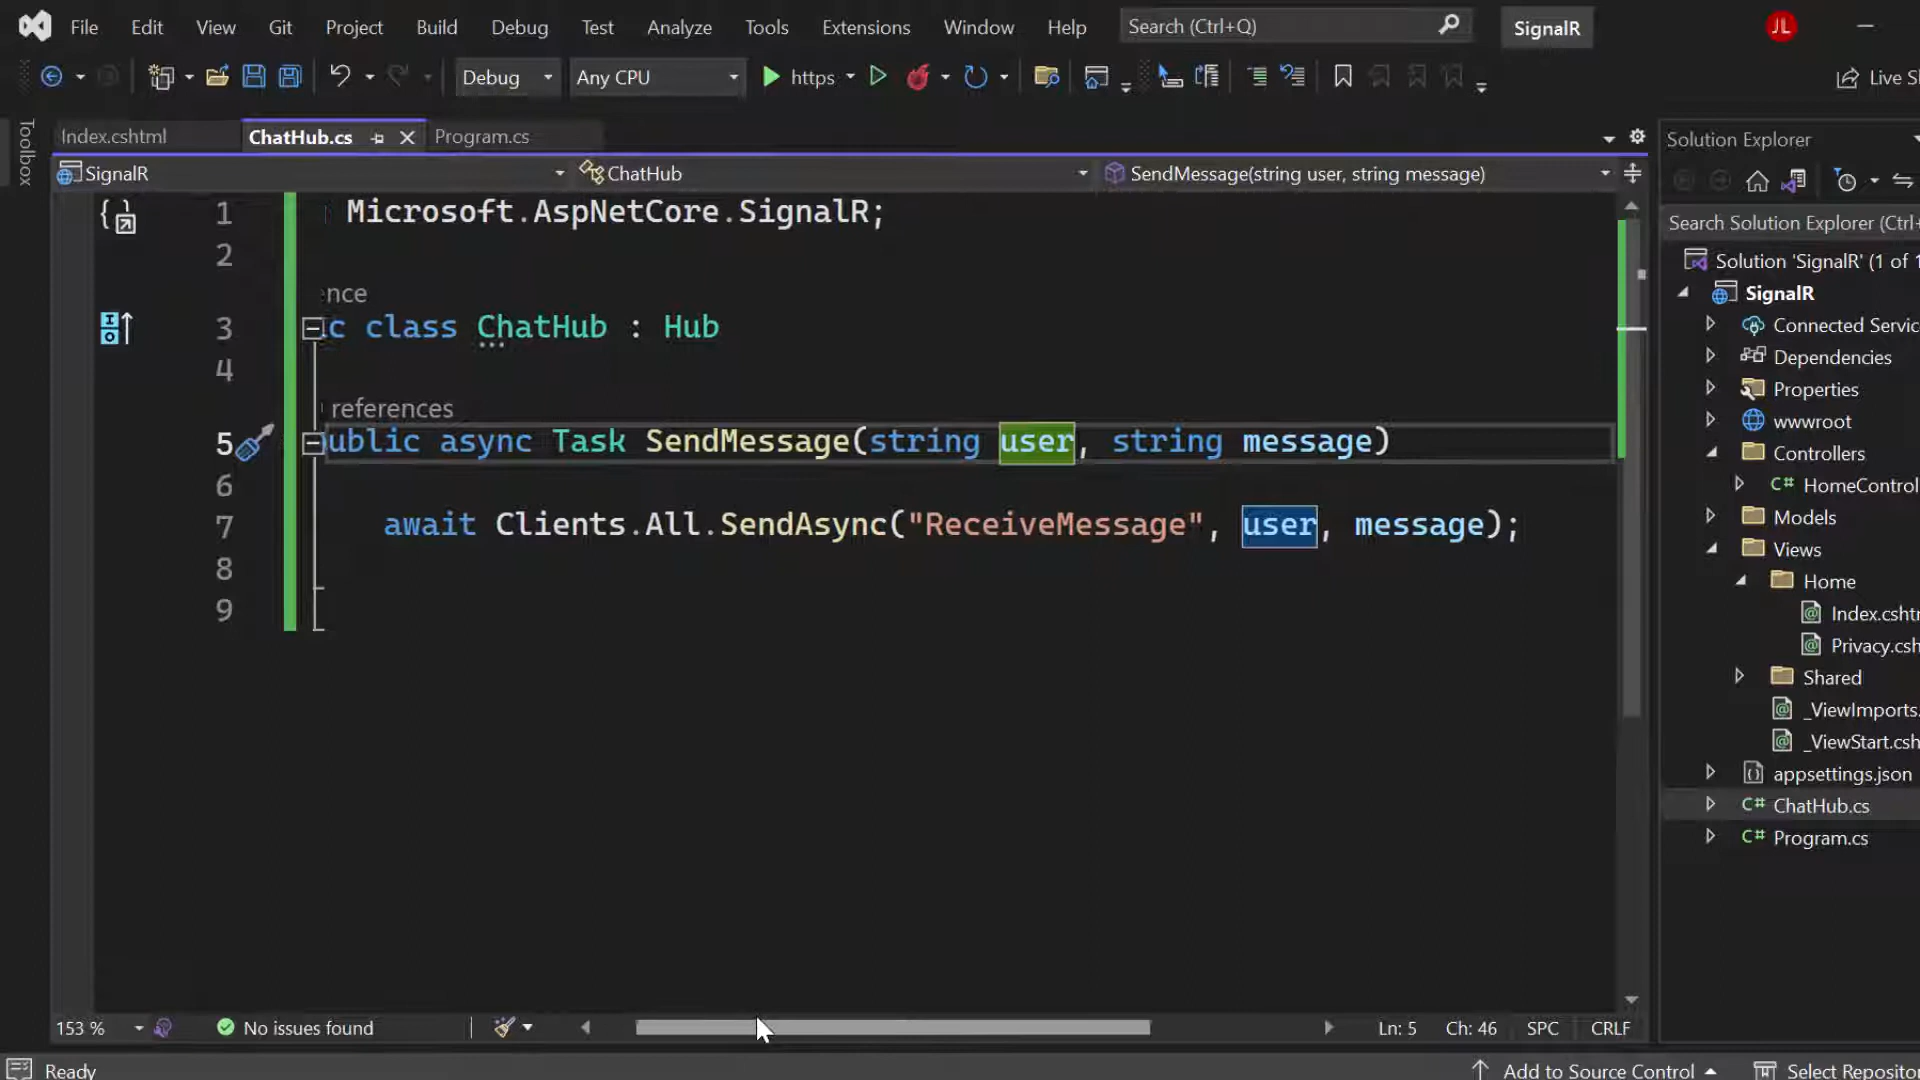 File Edit View Git Project Build Debug Test Analyze Tools Extensions Window Help Search (Ctrl+Q) SignalR JL
Debug Any CPU https Live Sh
Toolbox
Index.cshtml ChatHub.cs Program.cs
SignalR ChatHub SendMessage(string user, string message)
1 Microsoft.AspNetCore.SignalR;
2
nce
3 ic class ChatHub : Hub
4
references
5 ublic async Task SendMessage(string user, string message)
6
7 await Clients.All.SendAsync("ReceiveMessage", user, message);
8
9
153 % No issues found Ln: 5 Ch: 46 SPC CRLF
Solution Explorer
Search Solution Explorer (Ctrl+
Solution 'SignalR' (1 of 1
SignalR
Connected Servic
Dependencies
Properties
wwwroot
Controllers
C# HomeControl
Models
Views
Home
Index.csht
Privacy.csh
Shared
_ViewImports.
_ViewStart.csh
appsettings.json
C# ChatHub.cs
C# Program.cs
Ready Add to Source Control Select Repositor